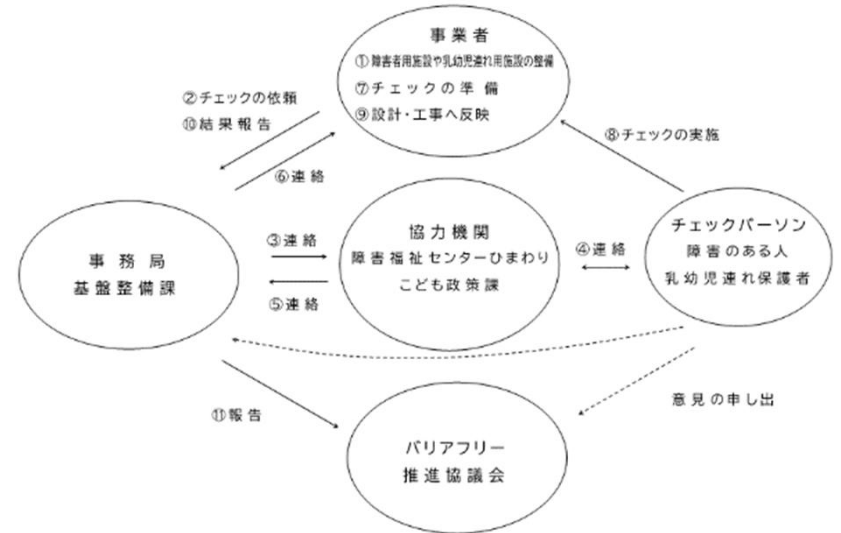 事業者
①障害者用施設や乳幼児連れ用施設の整備
⑦チェックの準備
⑨設計・工事へ反映
②チェックの依頼
⑩結果報告
⑥連絡
⑧チェックの実施
事務局
基盤整備課
③連絡
⑤連絡
協力機関
障害福祉センターひまわり
こども政策課
④連絡
チェックパーソン
障害のある人
乳幼児連れ保護者
意見の申し出
⑪報告
バリアフリー
推進協議会